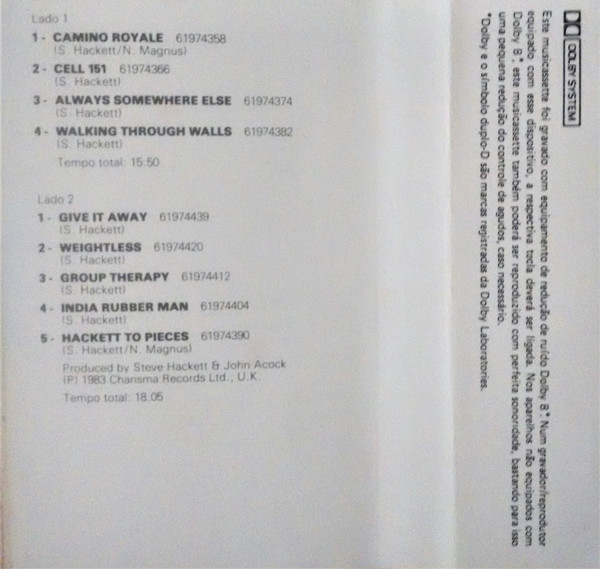 Lado 1
1 - CAMINO ROYALE 61974358
(S. Hackett/N. Magnus)
2 - CELL 151 61974366
(S. Hackett)
3 - ALWAYS SOMEWHERE ELSE 61974374
(S. Hackett)
4 - WALKING THROUGH WALLS 61974382
(S. Hackett)
Tempo total: 15:50
Lado 2
1 - GIVE IT AWAY 61974439
(S. Hackett)
2 - WEIGHTLESS 61974420
(S. Hackett)
3 - GROUP THERAPY 61974412
(S. Hackett)
4 - INDIA RUBBER MAN 61974404
(S. Hackett)
5 - HACKETT TO PIECES 61974390
(S. Hackett/N. Magnus)
Produced by Steve Hackett & John Acock
(P) 1983 Charisma Records Ltd., U.K.
Tempo total: 18:05
DOLBY SYSTEM
Este musicassette foi gravado com equipamento de redução de ruído Dolby B*. Num gravador/reprodutor
equipado com esse dispositivo, a respectiva tecla deverá ser ligada. Nos aparelhos não equipados com
Dolby B*, este musicassette também poderá ser reproduzido com perfeita sonoridade, bastando para isso
uma pequena redução do controle de agudos, caso necessário.
*Dolby e o símbolo duplo-D são marcas registradas da Dolby Laboratories.